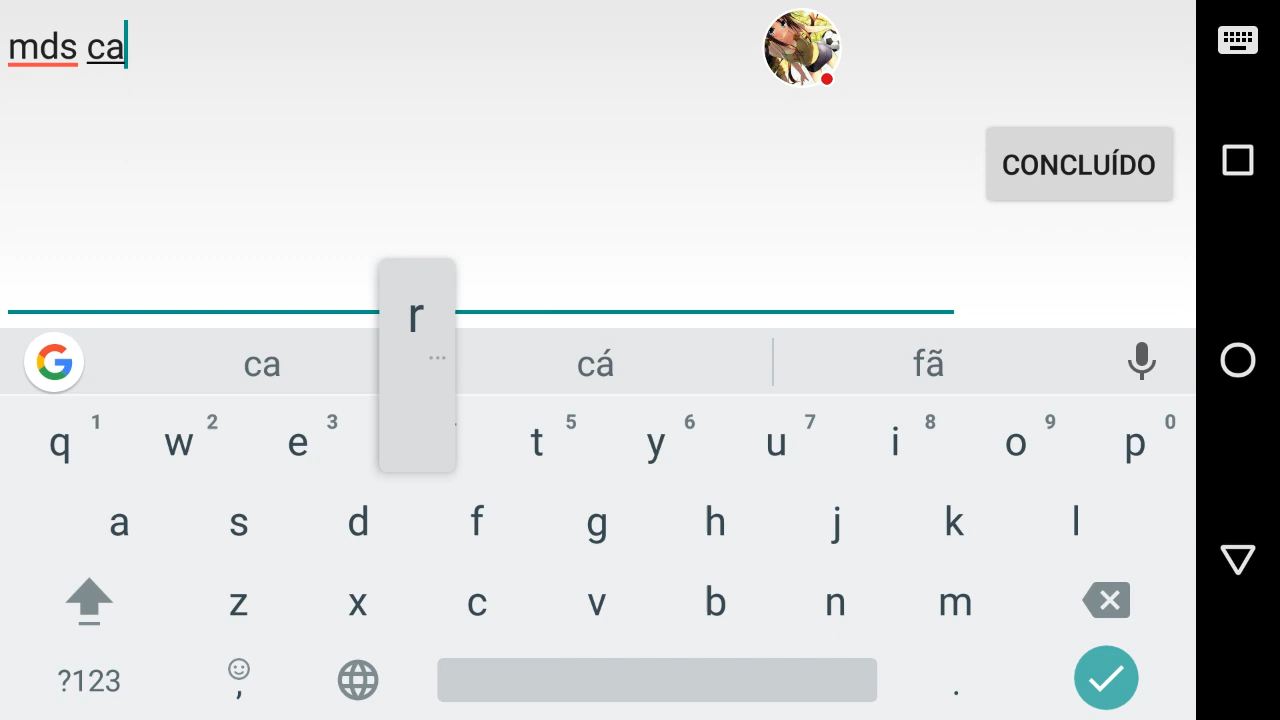 mds ca
CONCLUÍDO
r
...
ca cá fã
1 2 3 5 6 7 8 9 0
q w e t y u i o p
a s d f g h j k l
z x c v b n m
?123 , .